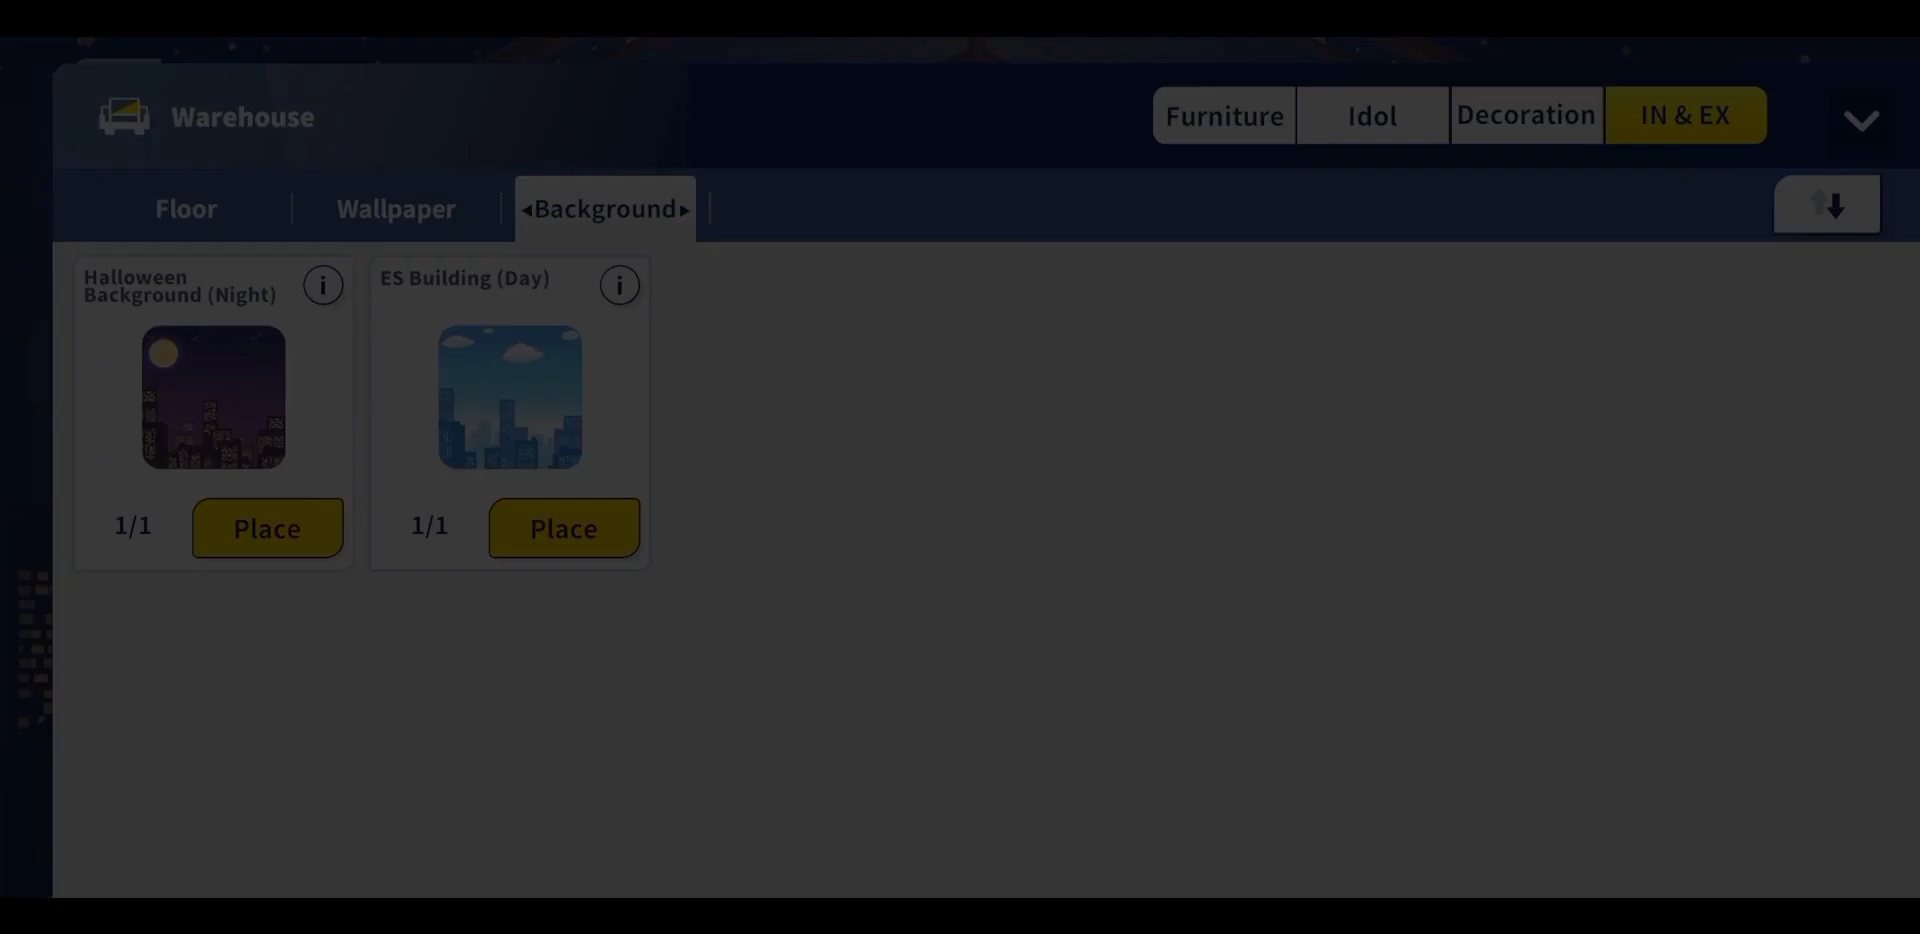 Warehouse
Furniture
Idol
Decoration
IN & EX
Floor
Wallpaper
Background
Halloween
Background (Night)
i
ES Building (Day)
i
1/1
Place
1/1
Place